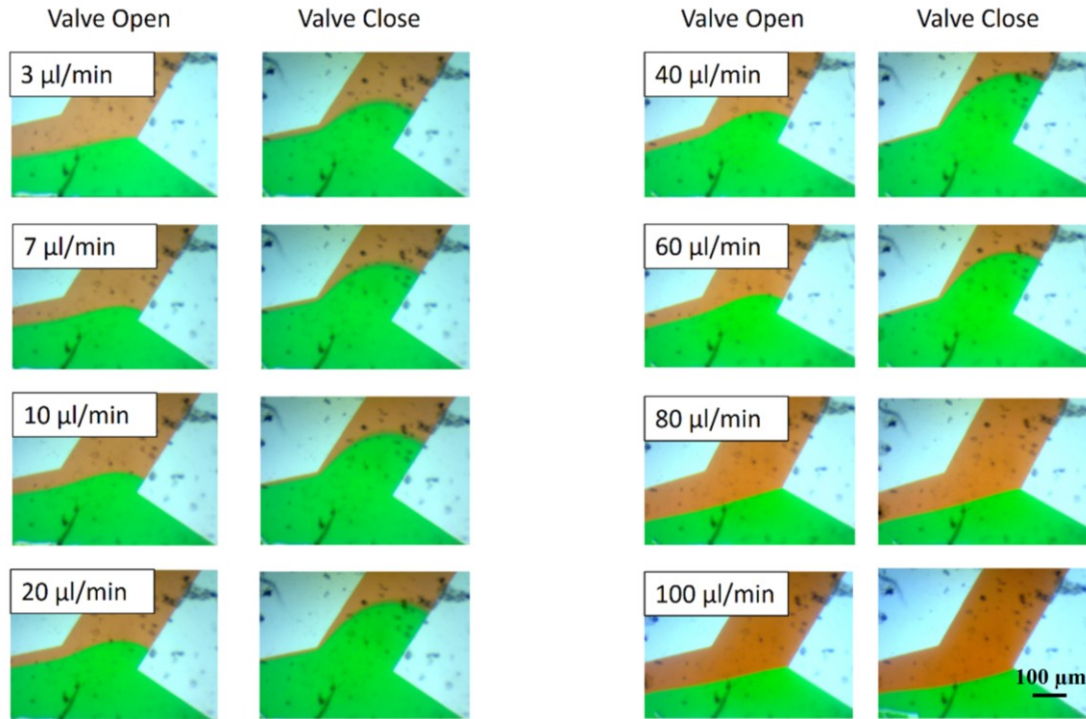 Valve Open Valve Close Valve Open Valve Close
3 µl/min 40 µl/min
7 µl/min 60 µl/min
10 µl/min 80 µl/min
20 µl/min 100 µl/min
100 µm